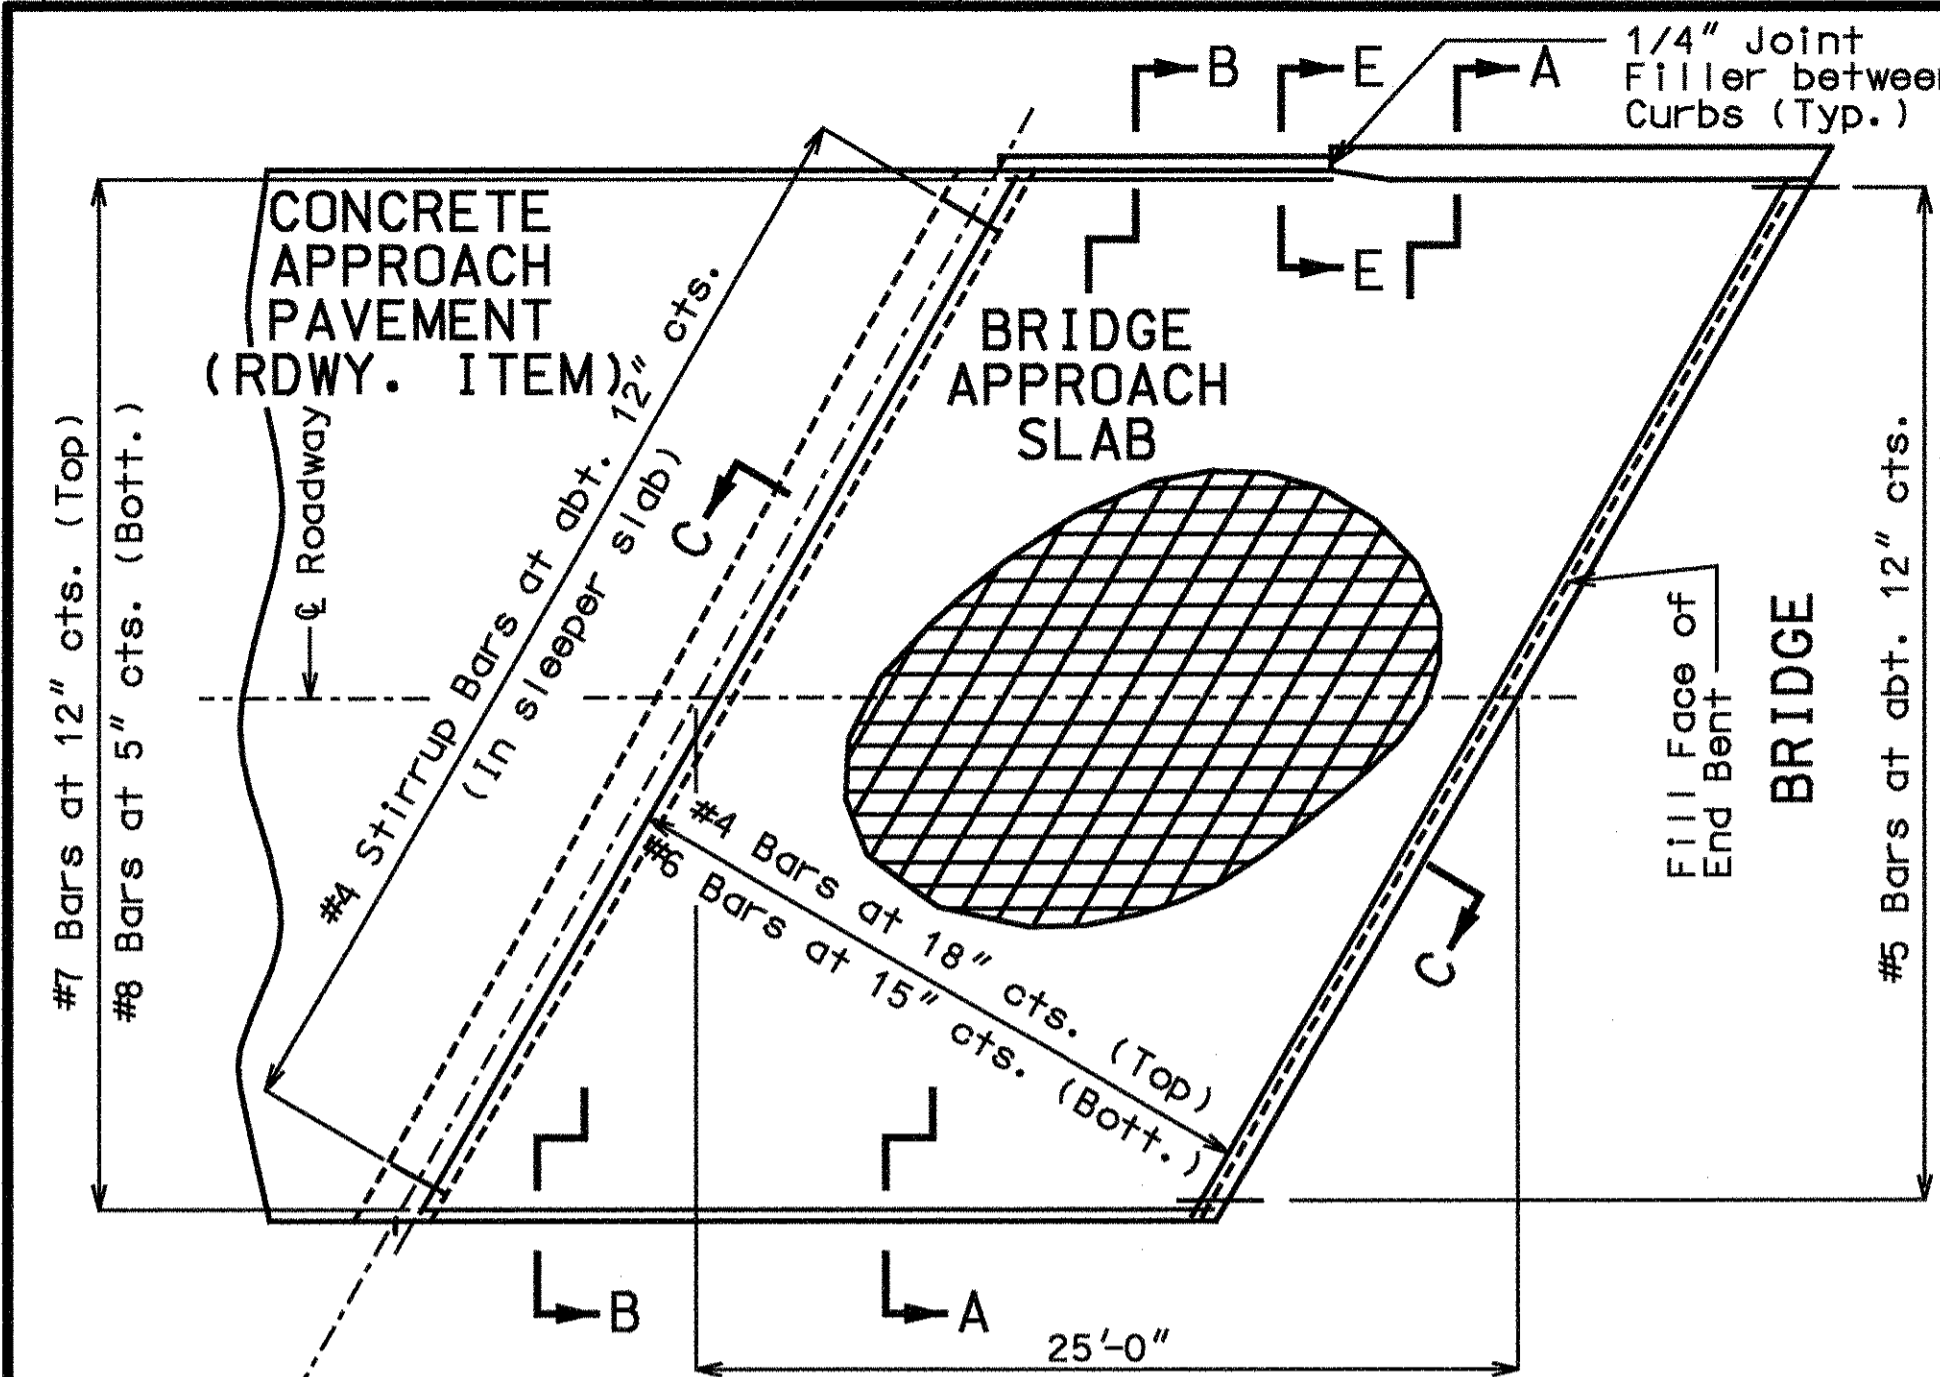 B
E
A
1/4" Joint
Filler between
Curbs (Typ.)
CONCRETE
APPROACH
PAVEMENT
(RDWY. ITEM)
E
BRIDGE
APPROACH
SLAB
℄ Roadway
#7 Bars at 12" cts. (Top)
#8 Bars at 5" cts. (Bott.)
#4 Stirrup Bars at abt. 12" cts.
(In sleeper slab)
C
#4 Bars at 18" cts. (Top)
#6 Bars at 15" cts. (Bott.)
Fill Face of
End Bent
BRIDGE
#5 Bars at abt. 12" cts.
C
B
A
25'-0"